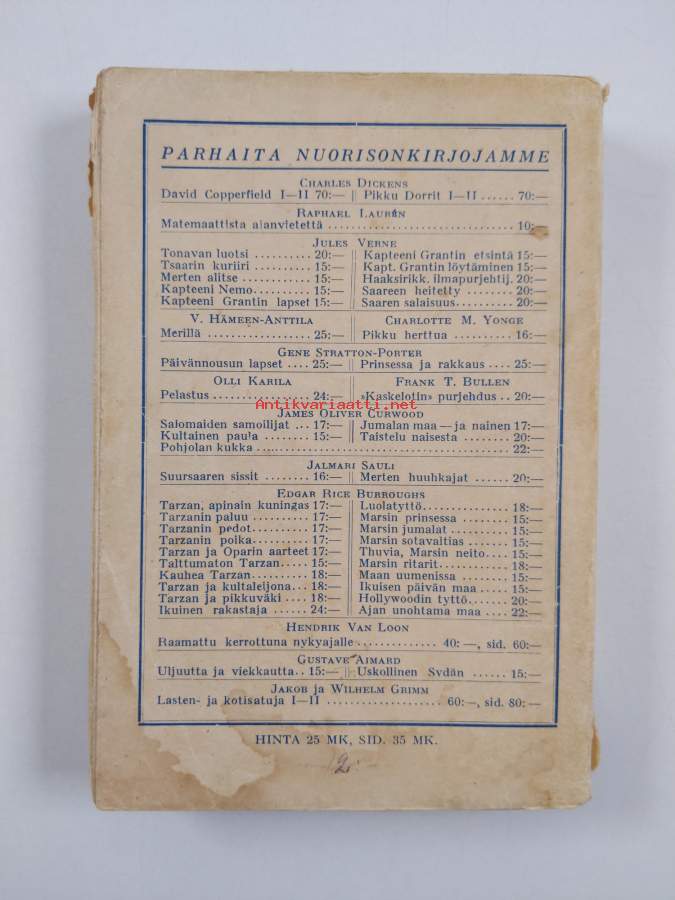 PARHAITA NUORISONKIRJOJAMME
CHARLES DICKENS
David Copperfield I—II 70:— || Pikku Dorrit I—II ...... 70:—
RAPHAEL LAURÉN
Matemaattista ajanvietettä ................................ 10:—
JULES VERNE
Tonavan luotsi .......... 20:— || Kapteeni Grantin etsintä 15:—
Tsaarin kuriiri .......... 15:— || Kapt. Grantin löytäminen 15:—
Merten alitse ............ 15:— || Haaksirikk. ilmapurjehtij. 20:—
Kapteeni Nemo ........ 15:— || Saareen heitetty ........ 20:—
Kapteeni Grantin lapset 15:— || Saaren salaisuus ........ 20:—
V. HÄMEEN-ANTTILA || CHARLOTTE M. YONGE
Merillä .................. 25:— || Pikku herttua .......... 16:—
GENE STRATTON-PORTER
Päivännousun lapset .... 25:— || Prinsessa ja rakkaus .... 25:—
OLLI KARILA || FRANK T. BULLEN
Pelastus .................. 24:— || »Kaskelotin» purjehdus .. 20:—
Antikvariaatti.net
JAMES OLIVER CURWOOD
Salomaiden samoilijat ... 17:— || Jumalan maa — ja nainen 17:—
Kultainen paula ........ 15:— || Taistelu naisesta ........ 20:—
Pohjolan kukka ........................................ 22:—
JALMARI SAULI
Suursaaren sissit ........ 16:— || Merten huuhkajat ...... 20:—
EDGAR RICE BURROUGHS
Tarzan, apinain kuningas 17:— || Luolatyttö............... 18:—
Tarzanin paluu .......... 17:— || Marsin prinsessa ........ 15:—
Tarzanin pedot.......... 17:— || Marsin jumalat .......... 15:—
Tarzanin poika.......... 17:— || Marsin sotavaltias ...... 15:—
Tarzan ja Oparin aarteet 17:— || Thuvia, Marsin neito.... 15:—
Talttumaton Tarzan..... 15:— || Marsin ritarit............ 18:—
Kauhea Tarzan.......... 18:— || Maan uumenissa ........ 15:—
Tarzan ja kultaleijona... 18:— || Ikuisen päivän maa ..... 15:—
Tarzan ja pikkuväki .... 18:— || Hollywoodin tyttö....... 20:—
Ikuinen rakastaja ...... 24:— || Ajan unohtama maa .... 22:—
HENDRIK VAN LOON
Raamattu kerrottuna nykyajalle .............. 40:—, sid. 60:—
GUSTAVE AIMARD
Uljuutta ja viekkautta.. 15:— || Uskollinen Sydän ...... 15:—
JAKOB JA WILHELM GRIMM
Lasten- ja kotisatuja I—II .................... 60:—, sid. 80:—
HINTA 25 MK, SID. 35 MK.